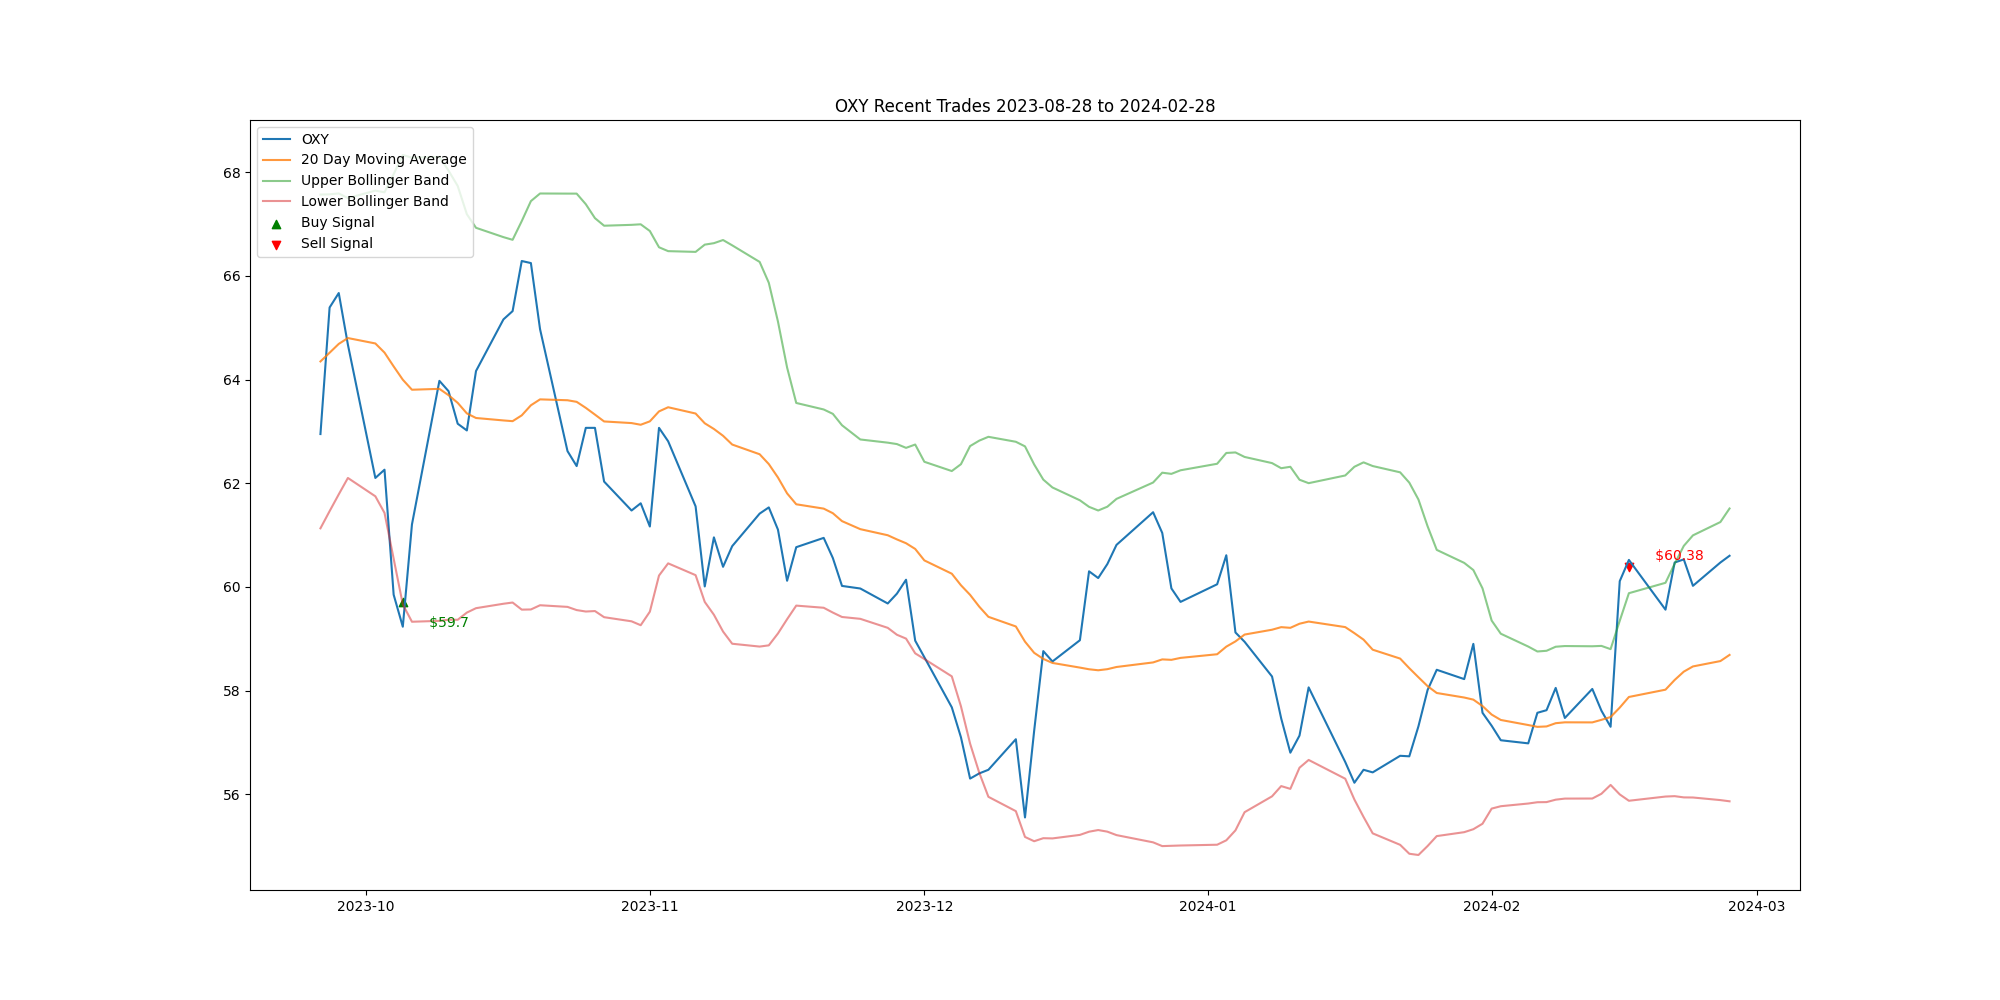 OXY Recent Trades 2023-08-28 to 2024-02-28
OXY
20 Day Moving Average
Upper Bollinger Band
Lower Bollinger Band
Buy Signal
Sell Signal
68
66
64
62
60
58
56
$59.7
$60.38
2023-10
2023-11
2023-12
2024-01
2024-02
2024-03